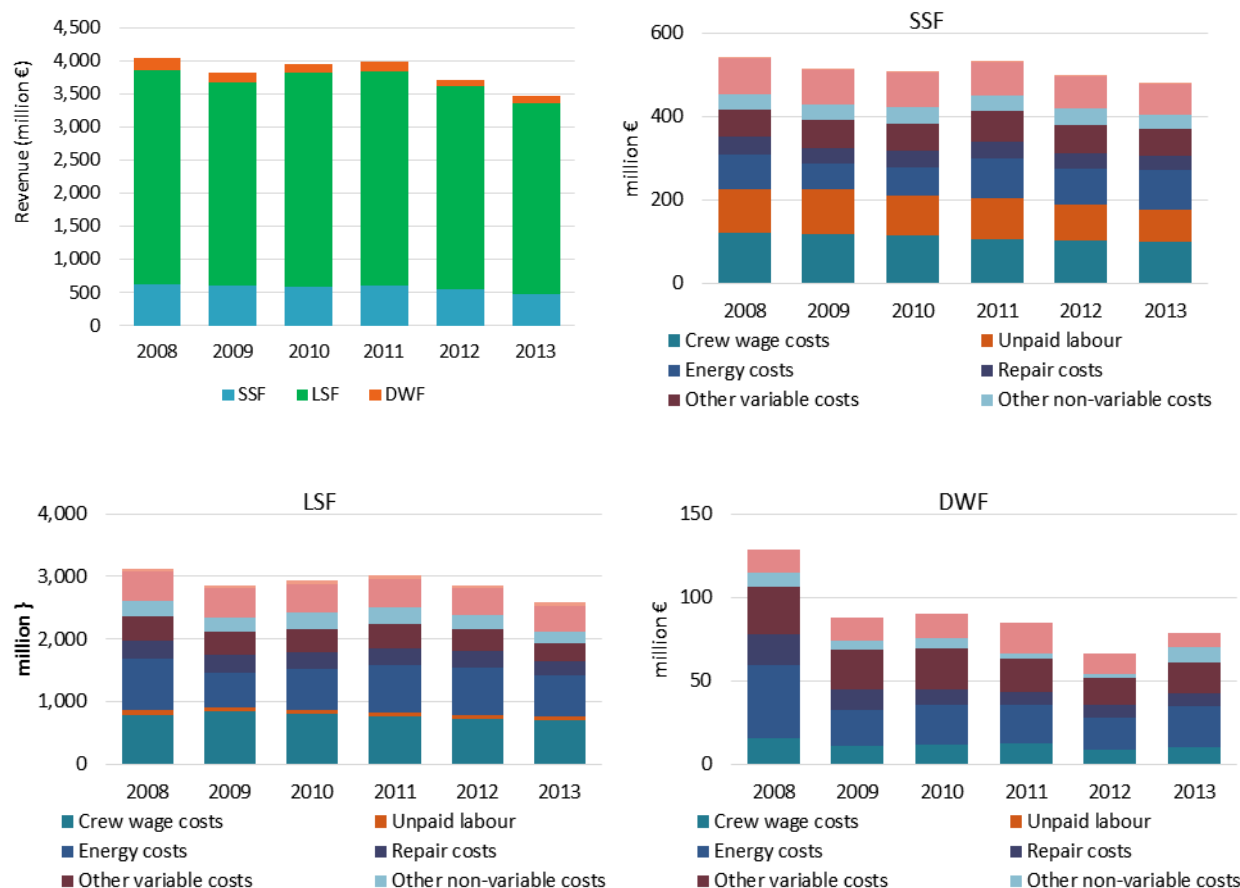 4,500
4,000
3,500
3,000
2,500
2,000
1,500
1,000
500
0
Revenue (million €)
2008 2009 2010 2011 2012 2013
SSF LSF DWF
SSF
600
400
200
0
million €
2008 2009 2010 2011 2012 2013
Crew wage costs Unpaid labour
Energy costs Repair costs
Other variable costs Other non-variable costs
LSF
4,000
3,000
2,000
1,000
0
million }
2008 2009 2010 2011 2012 2013
Crew wage costs Unpaid labour
Energy costs Repair costs
Other variable costs Other non-variable costs
DWF
150
100
50
0
million €
2008 2009 2010 2011 2012 2013
Crew wage costs Unpaid labour
Energy costs Repair costs
Other variable costs Other non-variable costs